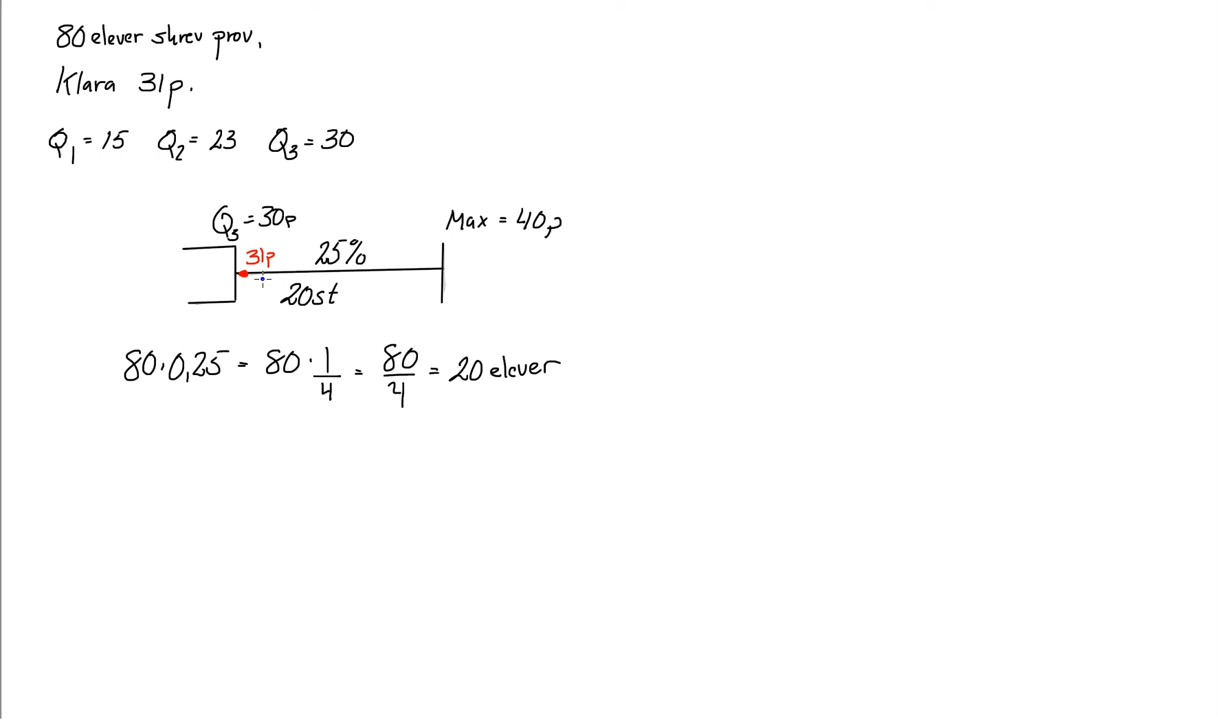 80 elever skrev prov.
Klara 31p.
Q₁ = 15 Q₂ = 23 Q₃ = 30
Q₃ = 30p Max = 40p
31p 25%
20st
80·0,25 = 80·1/4 = 80/4 = 20 elever